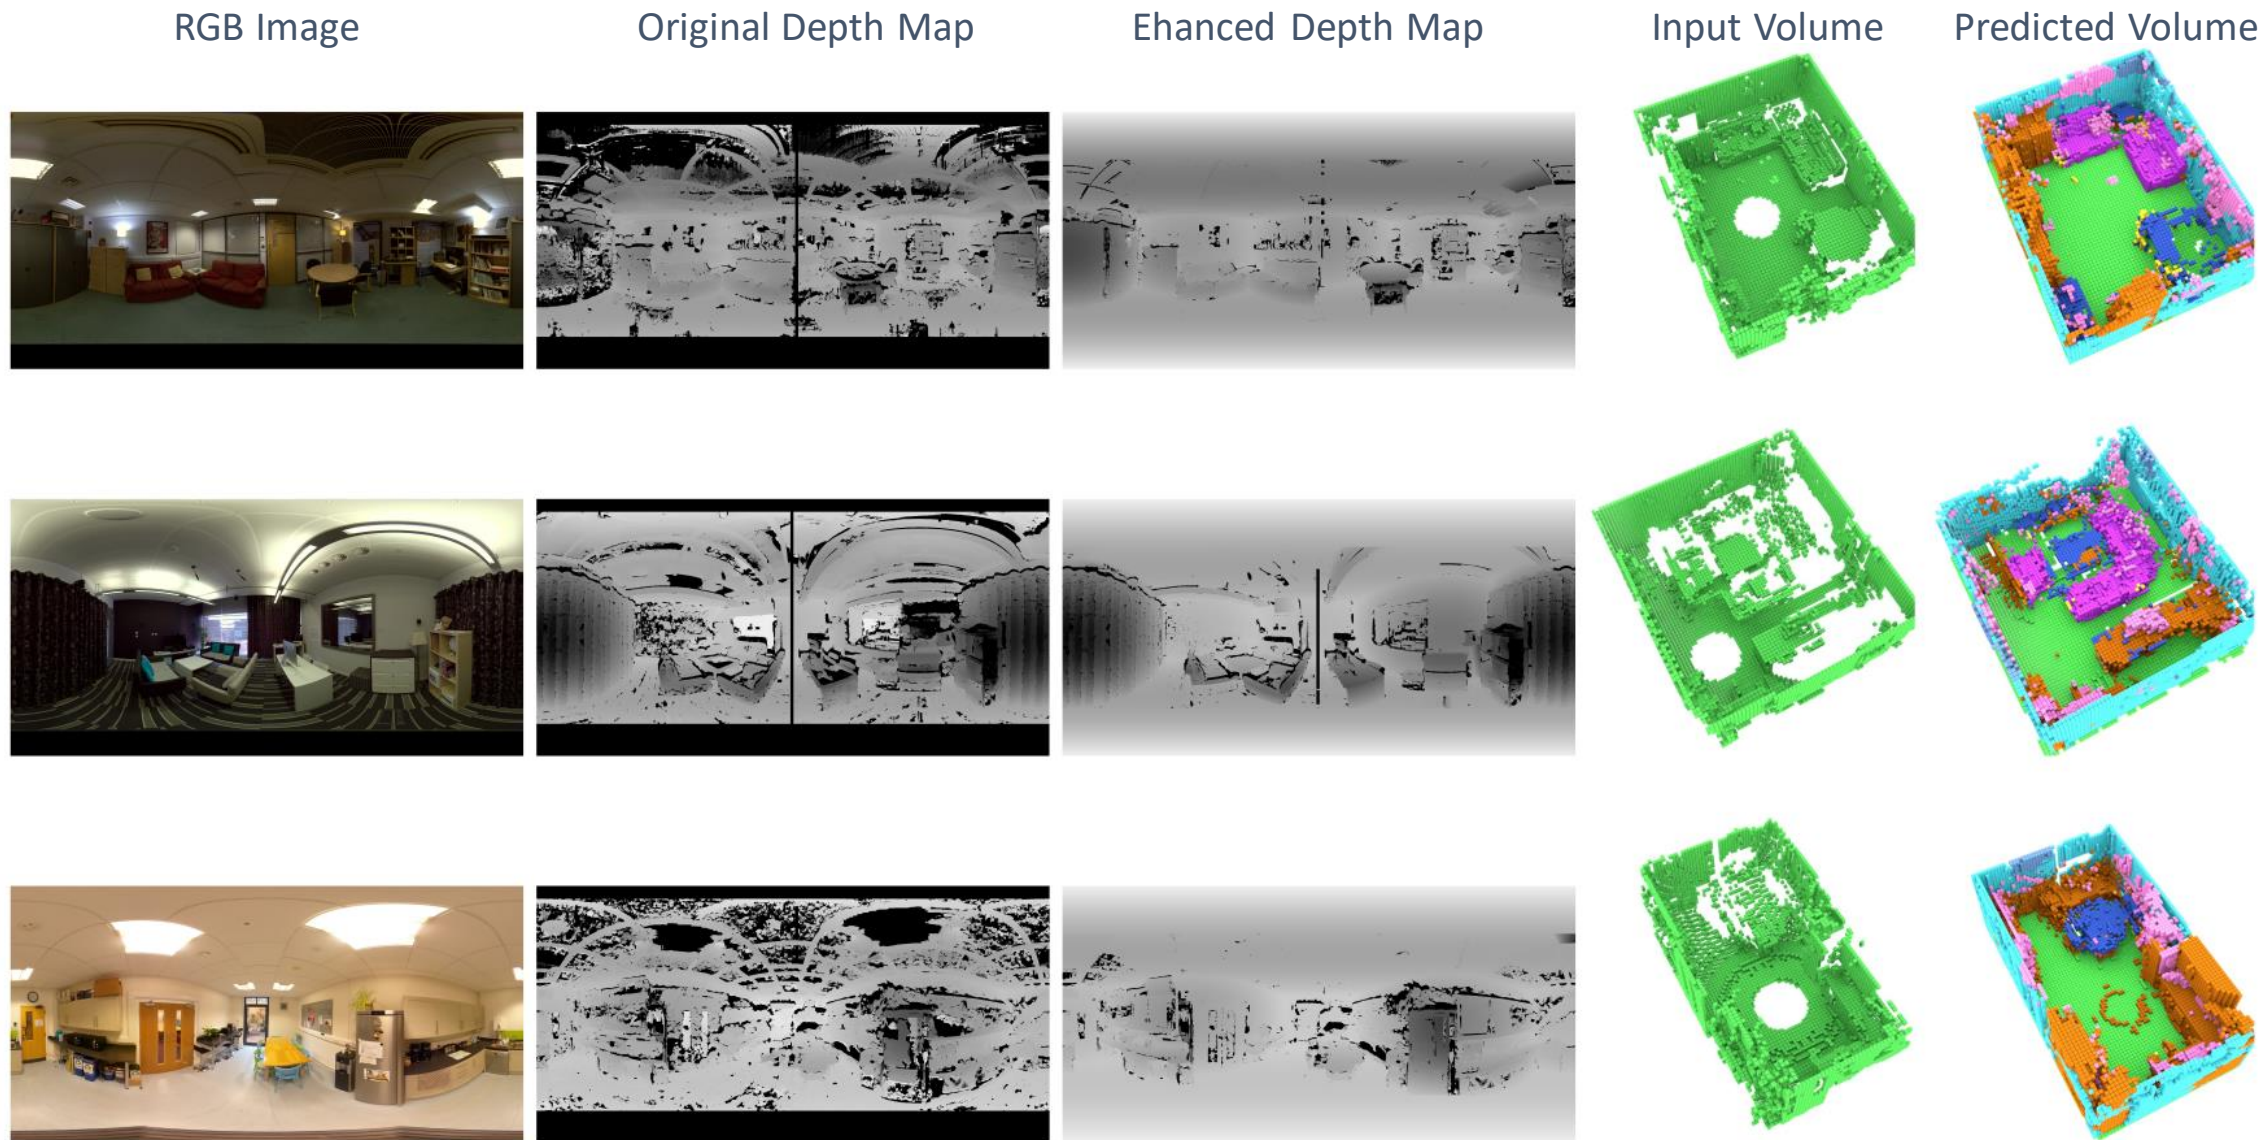 RGB Image
Original Depth Map
Ehanced Depth Map
Input Volume
Predicted Volume